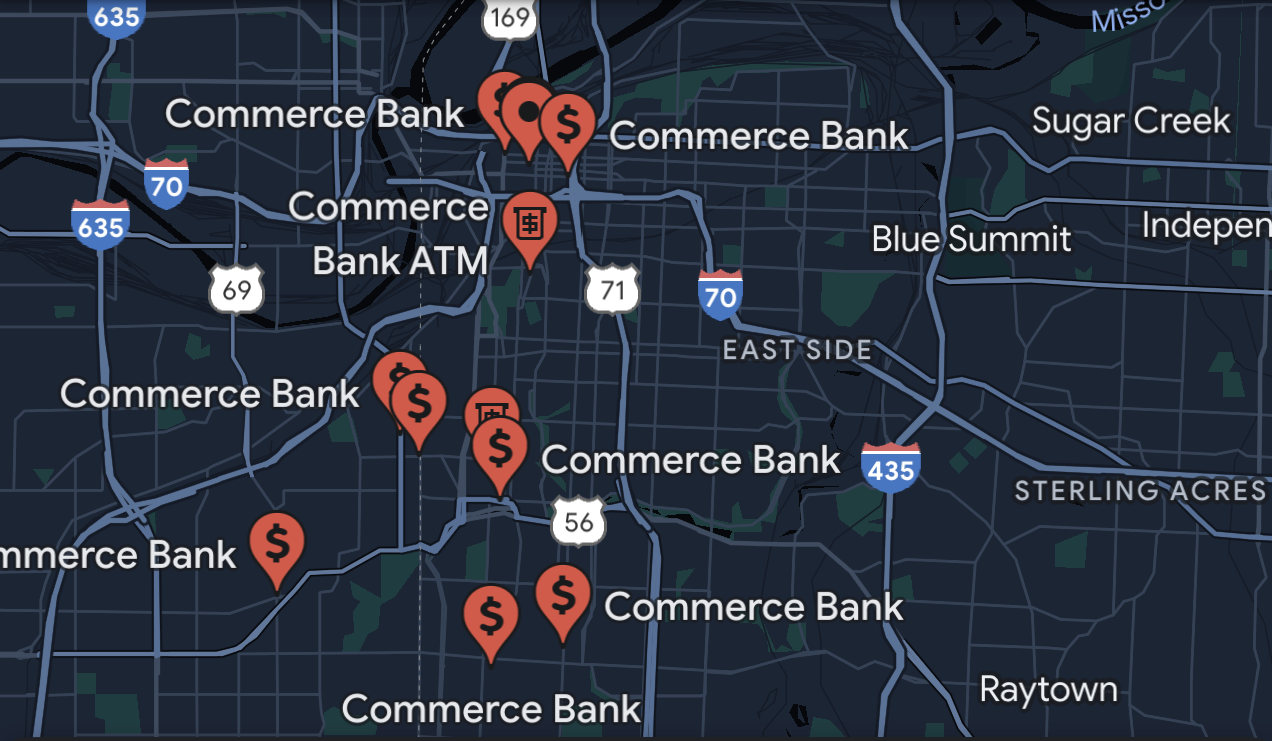 635
169
Misso
Commerce Bank
Commerce Bank
Sugar Creek
70
635
Commerce
Bank ATM
Blue Summit
Indepen
69
71
70
EAST SIDE
Commerce Bank
Commerce Bank
435
STERLING ACRES
56
mmerce Bank
Commerce Bank
Raytown
Commerce Bank